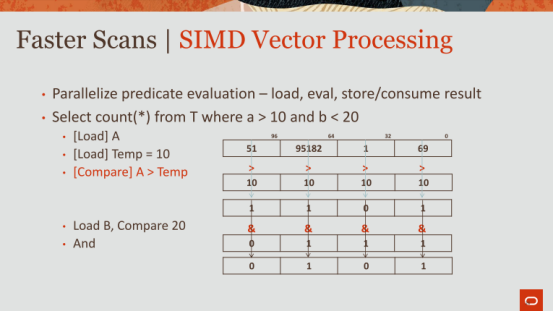 Faster Scans | SIMD Vector Processing
• Parallelize predicate evaluation – load, eval, store/consume result
• Select count(*) from T where a > 10 and b < 20
• [Load] A
• [Load] Temp = 10
• [Compare] A > Temp
• Load B, Compare 20
• And
96 64 32 0
51 95182 1 69
> > > >
10 10 10 10
1 1 0 1
& & & &
0 1 1 1
0 1 0 1